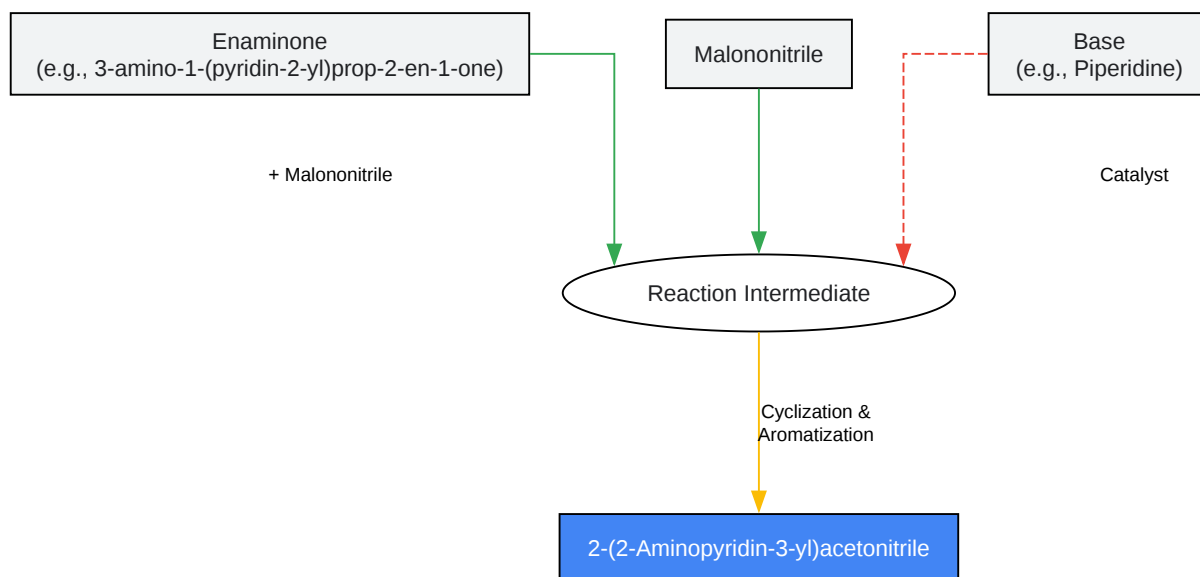 Enaminone
(e.g., 3-amino-1-(pyridin-2-yl)prop-2-en-1-one)
Malononitrile
Base
(e.g., Piperidine)
+ Malononitrile
Catalyst
Reaction Intermediate
Cyclization &
Aromatization
2-(2-Aminopyridin-3-yl)acetonitrile